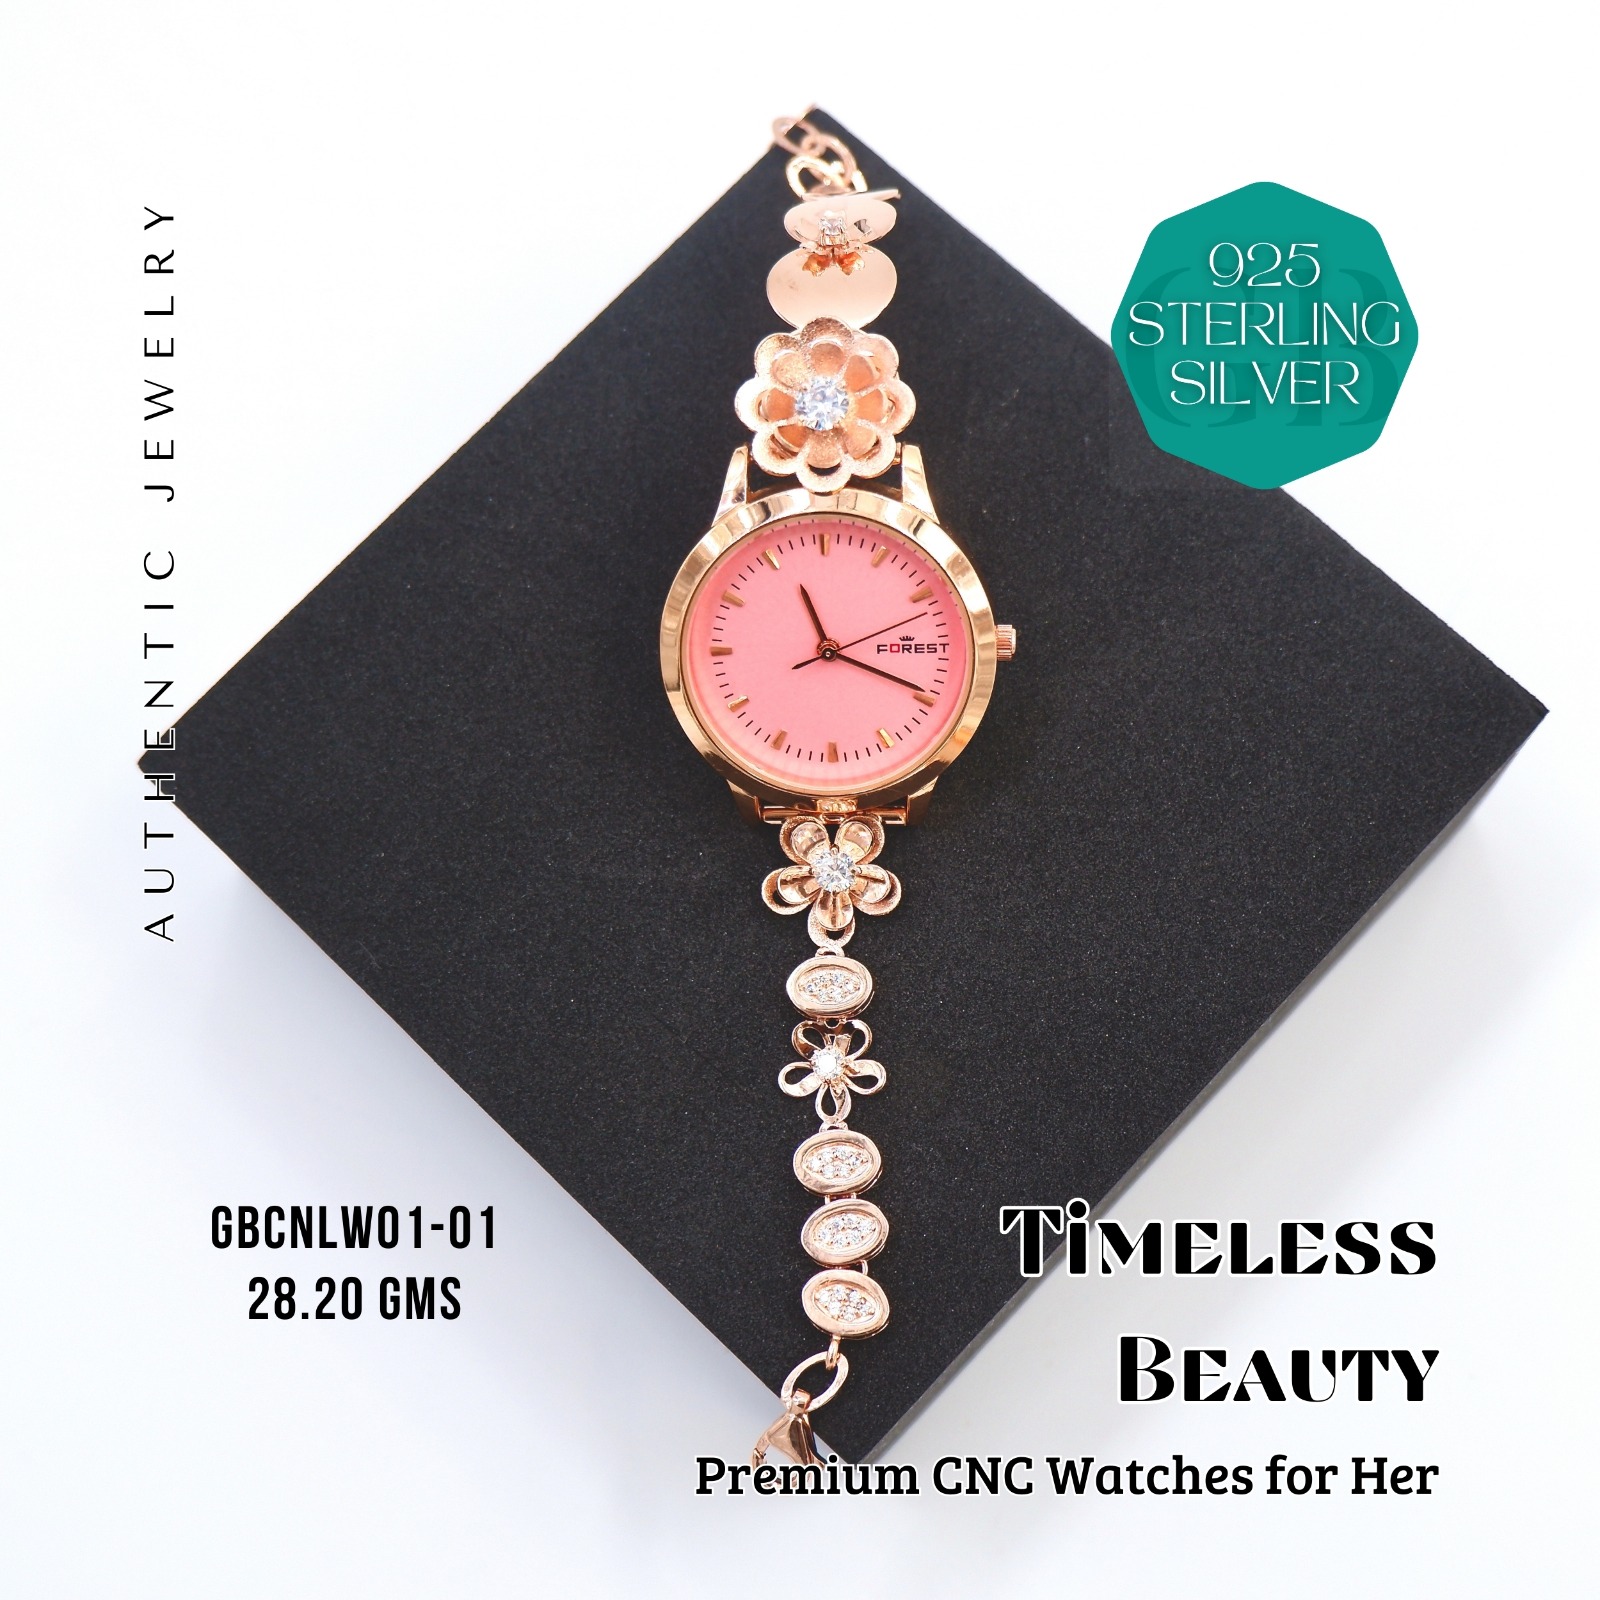 AUTHENTIC JEWELRY
925
STERLING
SILVER
FOREST
GBCNLW01-01
28.20 GMS
TIMELESS
BEAUTY
Premium CNC Watches for Her